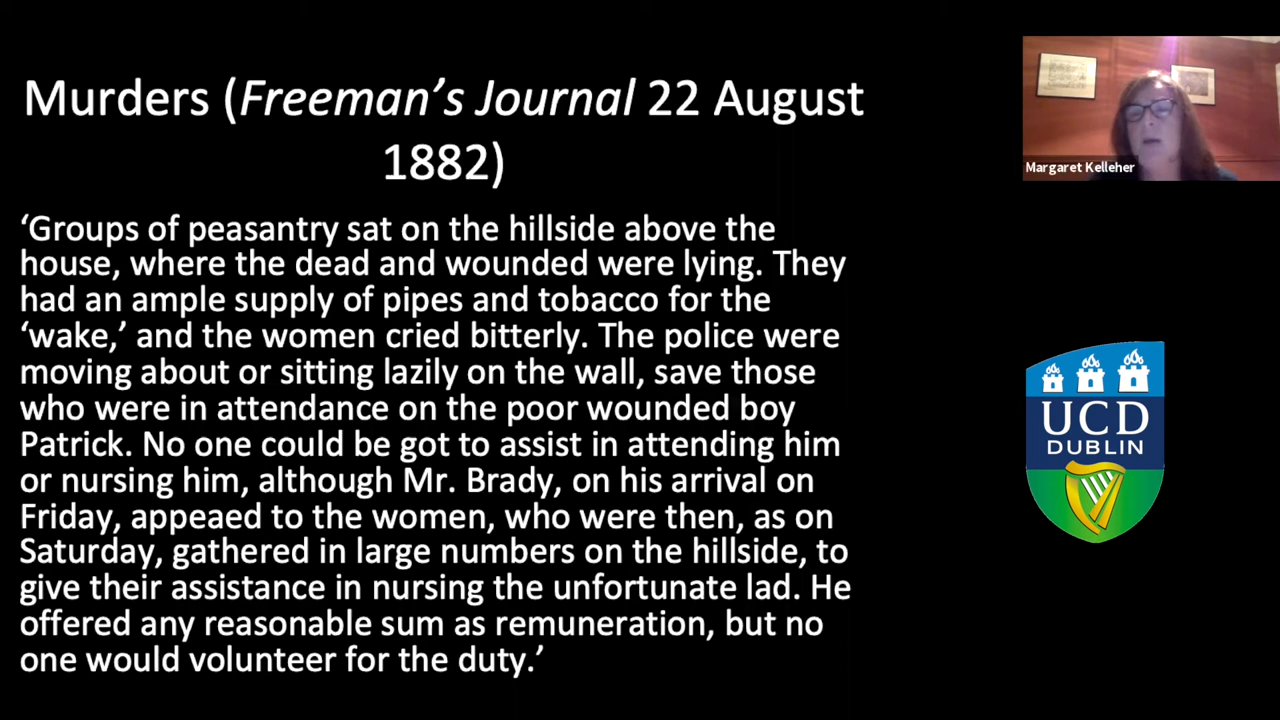 Murders (Freeman's Journal 22 August
1882)
‘Groups of peasantry sat on the hillside above the
house, where the dead and wounded were lying. They
had an ample supply of pipes and tobacco for the
‘wake,’ and the women cried bitterly. The police were
moving about or sitting lazily on the wall, save those
who were in attendance on the poor wounded boy
Patrick. No one could be got to assist in attending him
or nursing him, although Mr. Brady, on his arrival on
Friday, appeaed to the women, who were then, as on
Saturday, gathered in large numbers on the hillside, to
give their assistance in nursing the unfortunate lad. He
offered any reasonable sum as remuneration, but no
one would volunteer for the duty.’
Margaret Kelleher
UCD
DUBLIN